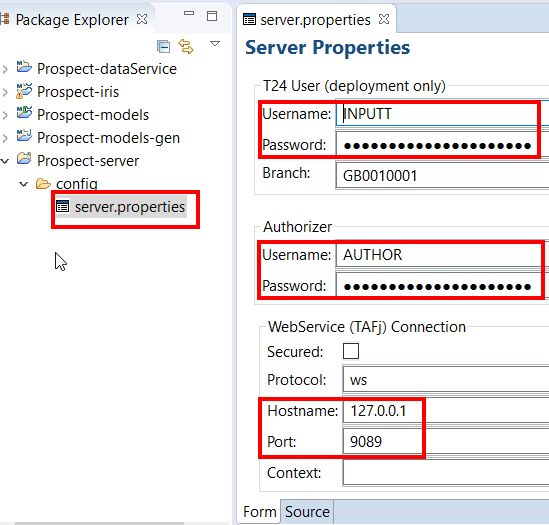 Package Explorer
Prospect-dataService
Prospect-iris
Prospect-models
Prospect-models-gen
Prospect-server
config
server.properties
server.properties
Server Properties
T24 User (deployment only)
Username: INPUTT
Password: ●●●●●●●●●●●●●●●●●●●●●●
Branch: GB0010001
Authorizer
Username: AUTHOR
Password: ●●●●●●●●●●●●●●●●●●●●●●
WebService (TAFj) Connection
Secured:
Protocol: ws
Hostname: 127.0.0.1
Port: 9089
Context:
Form Source